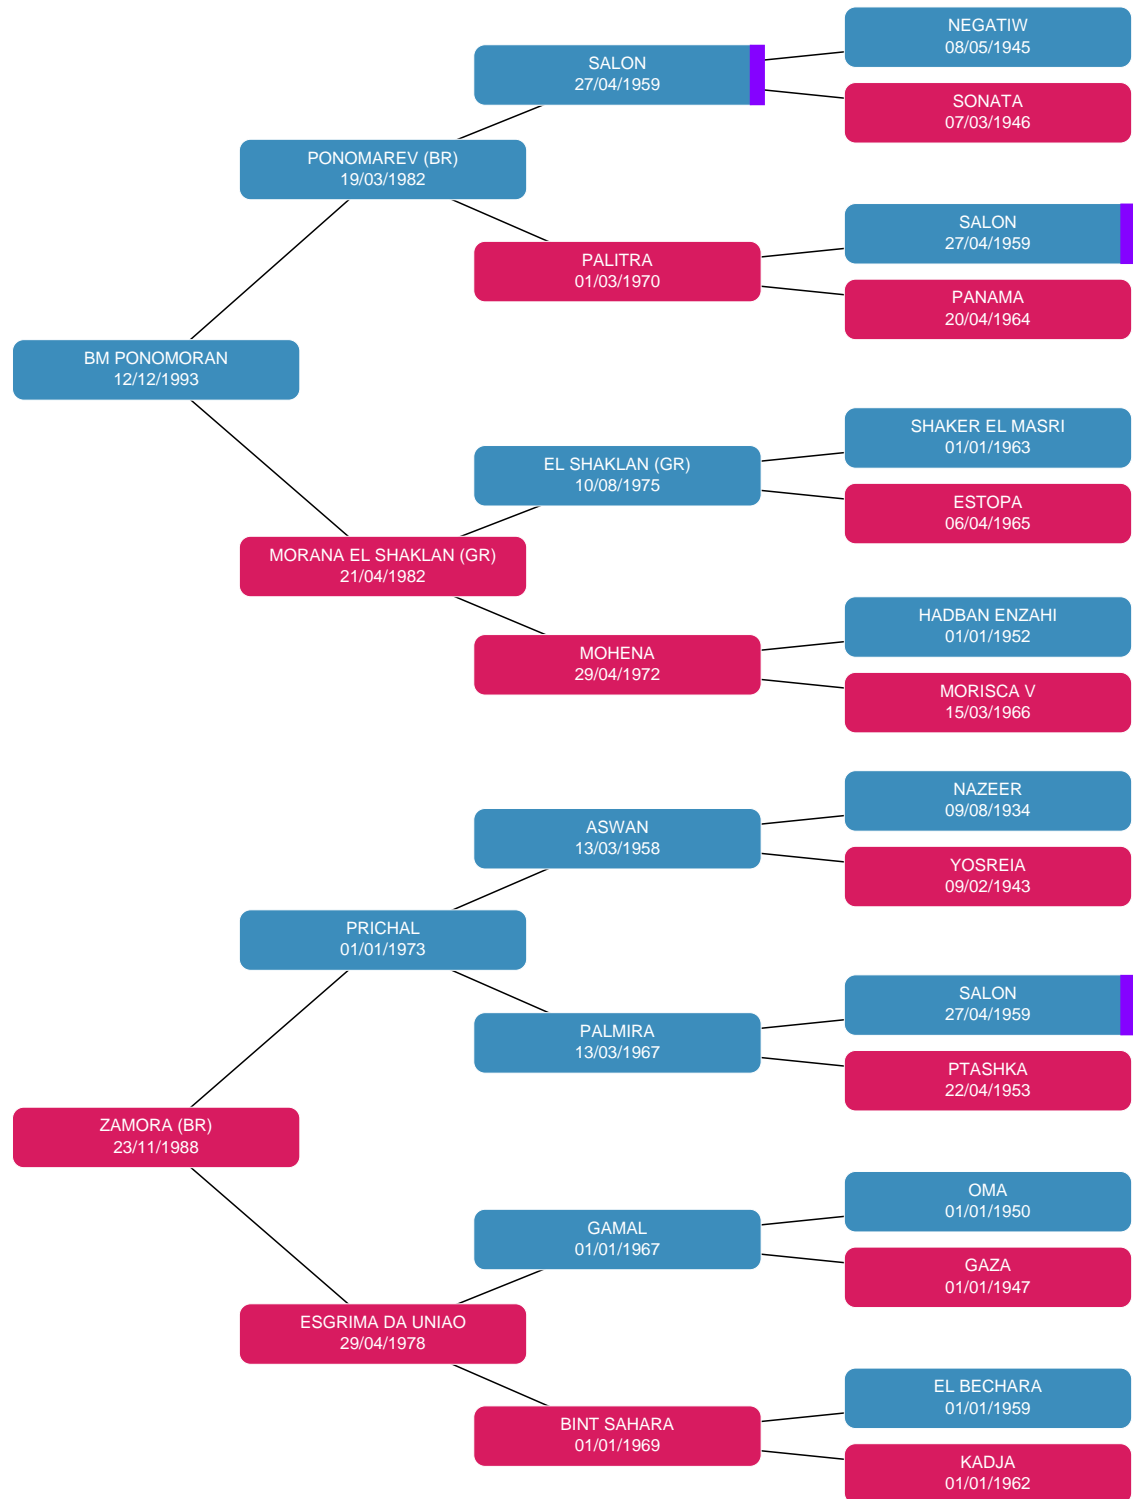 NEGATIW
08/05/1945
SALON
27/04/1959
SONATA
07/03/1946
PONOMAREV (BR)
19/03/1982
SALON
27/04/1959
PALITRA
01/03/1970
PANAMA
20/04/1964
BM PONOMORAN
12/12/1993
SHAKER EL MASRI
01/01/1963
EL SHAKLAN (GR)
10/08/1975
ESTOPA
06/04/1965
MORANA EL SHAKLAN (GR)
21/04/1982
HADBAN ENZAHI
01/01/1952
MOHENA
29/04/1972
MORISCA V
15/03/1966
NAZEER
09/08/1934
ASWAN
13/03/1958
YOSREIA
09/02/1943
PRICHAL
01/01/1973
SALON
27/04/1959
PALMIRA
13/03/1967
PTASHKA
22/04/1953
ZAMORA (BR)
23/11/1988
OMA
01/01/1950
GAMAL
01/01/1967
GAZA
01/01/1947
ESGRIMA DA UNIAO
29/04/1978
EL BECHARA
01/01/1959
BINT SAHARA
01/01/1969
KADJA
01/01/1962